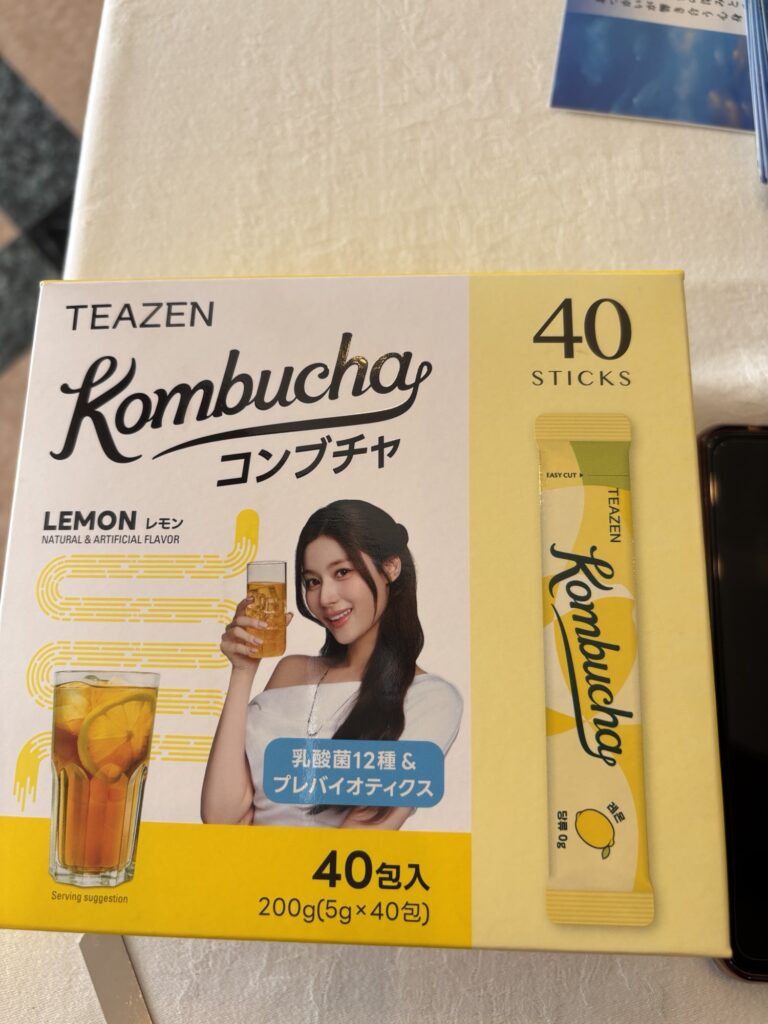 TEAZEN
Kombucha
コンブチャ
LEMON レモン
NATURAL & ARTIFICIAL FLAVOR
乳酸菌12種 &
プレバイオティクス
40包入
200g(5g×40包)
Serving suggestion
40
STICKS
EASY CUT
TEAZEN
Kombucha
레몬
당류 0g